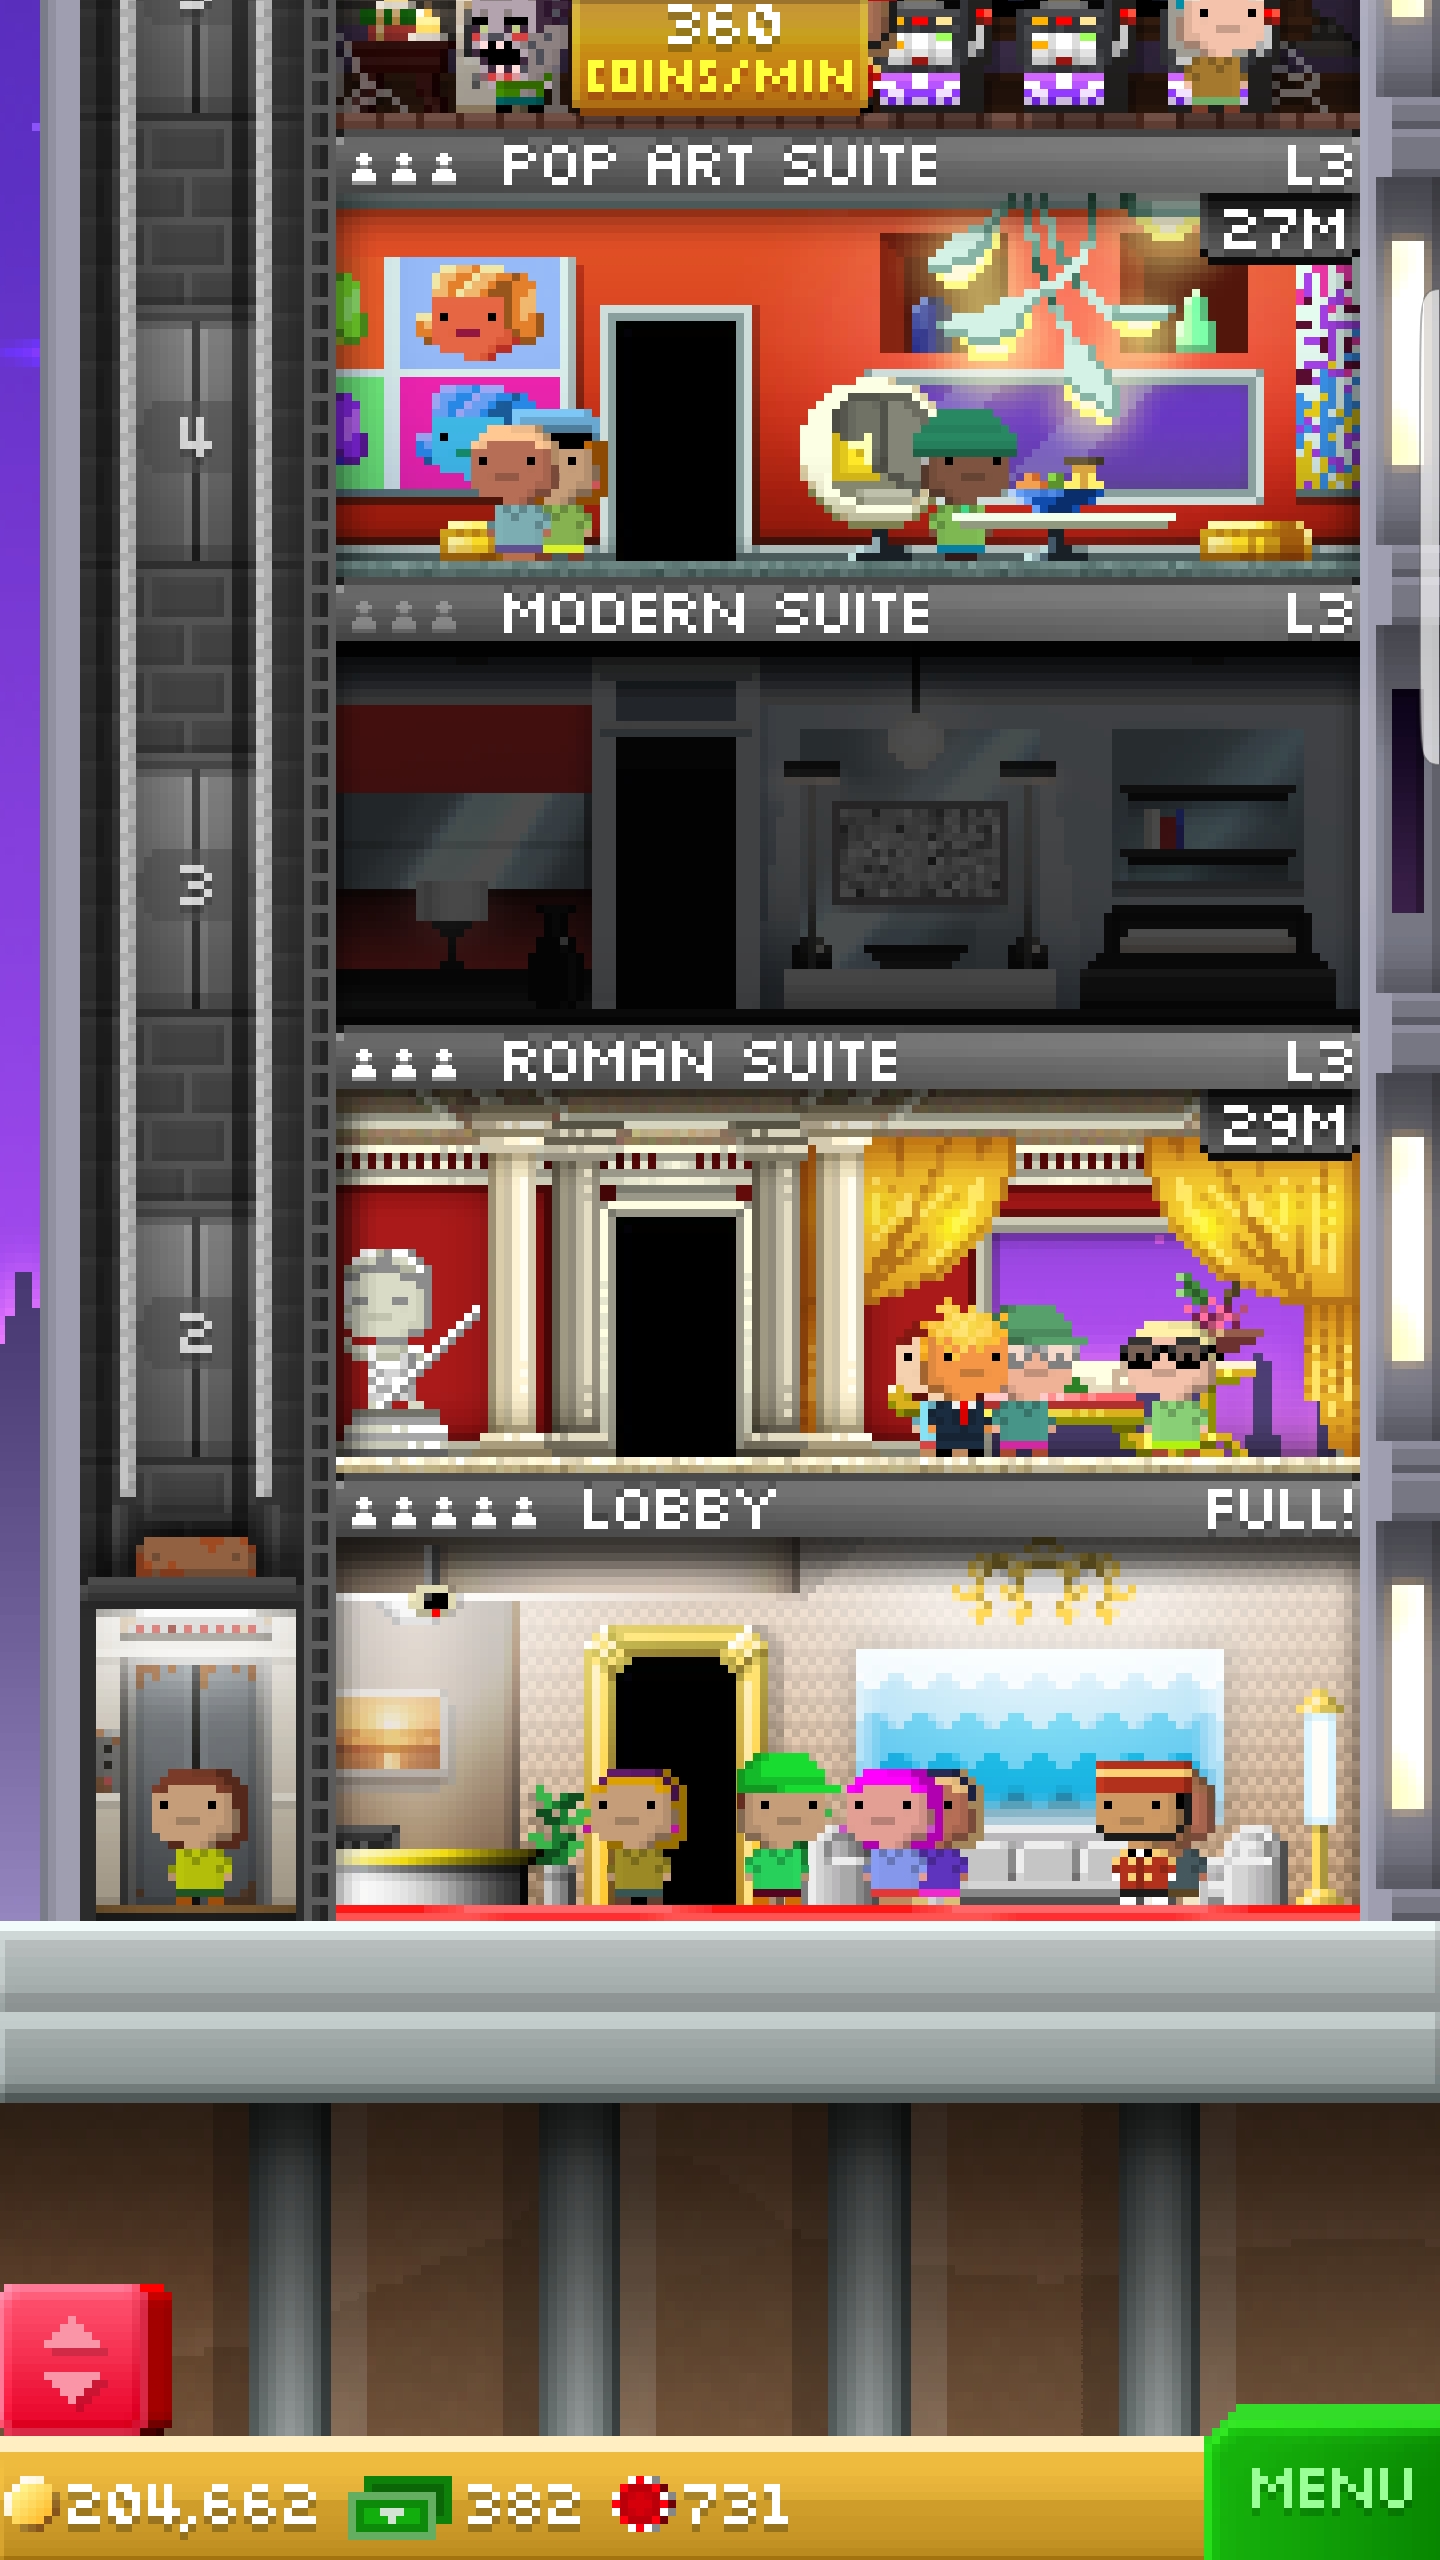 360
COINS/MIN
POP ART SUITE L3
27M
4
MODERN SUITE L3
3
ROMAN SUITE L3
29M
2
LOBBY FULL!
204,662 382 731
MENU